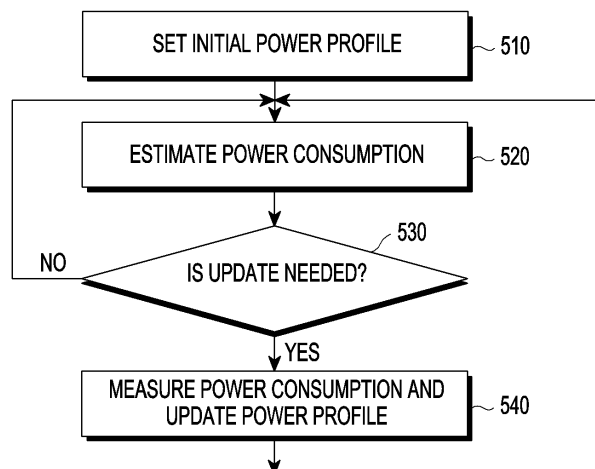 SET INITIAL POWER PROFILE
510
ESTIMATE POWER CONSUMPTION
520
530
IS UPDATE NEEDED?
NO
YES
MEASURE POWER CONSUMPTION AND
UPDATE POWER PROFILE
540